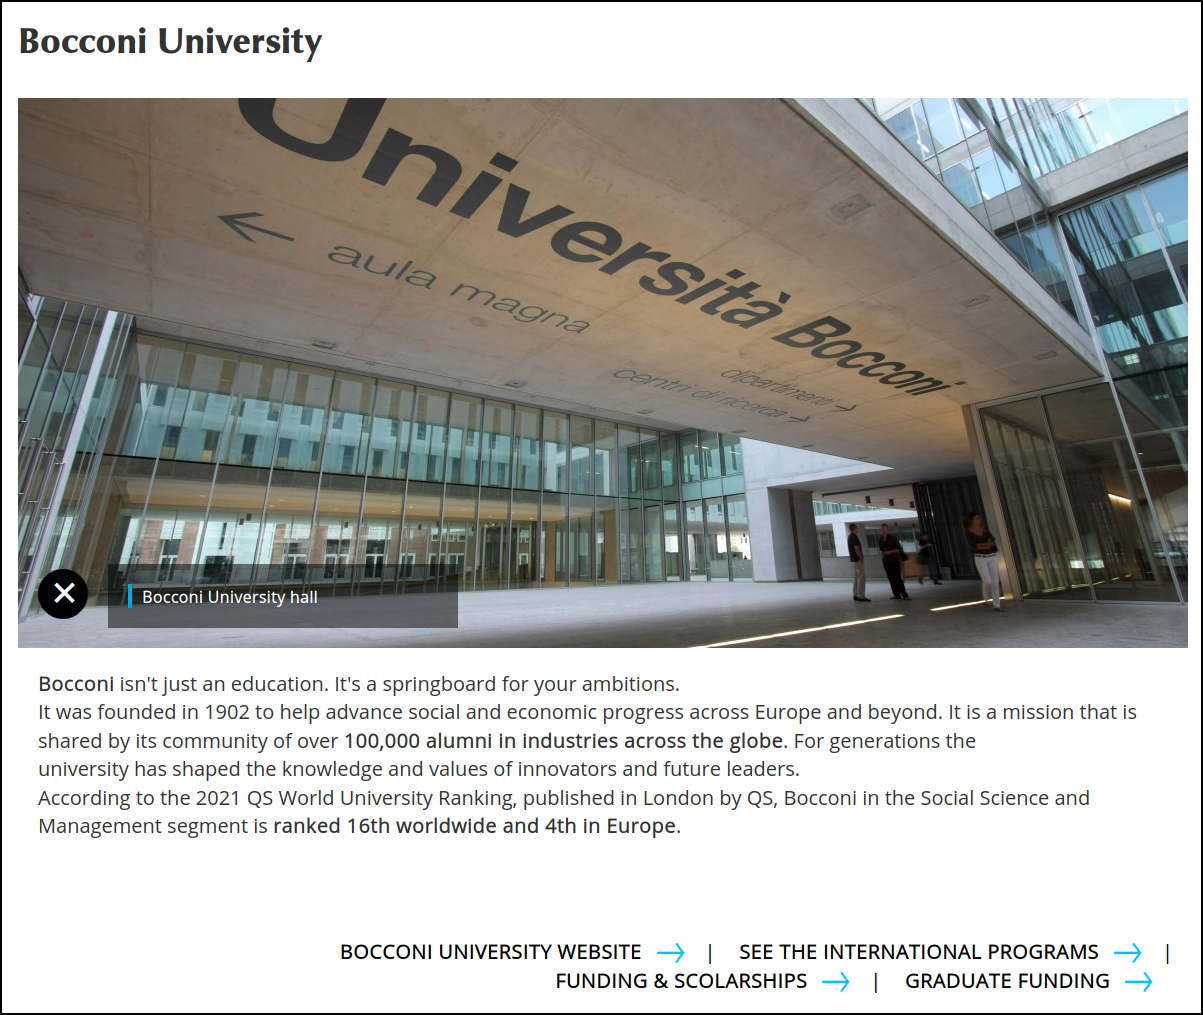 Bocconi University
Università Bocconi
← aula magna
dipartimenti →
centri di ricerca →
Bocconi University hall
Bocconi isn't just an education. It's a springboard for your ambitions.
It was founded in 1902 to help advance social and economic progress across Europe and beyond. It is a mission that is
shared by its community of over 100,000 alumni in industries across the globe. For generations the
university has shaped the knowledge and values of innovators and future leaders.
According to the 2021 QS World University Ranking, published in London by QS, Bocconi in the Social Science and
Management segment is ranked 16th worldwide and 4th in Europe.
BOCCONI UNIVERSITY WEBSITE → | SEE THE INTERNATIONAL PROGRAMS → |
FUNDING & SCOLARSHIPS → | GRADUATE FUNDING →